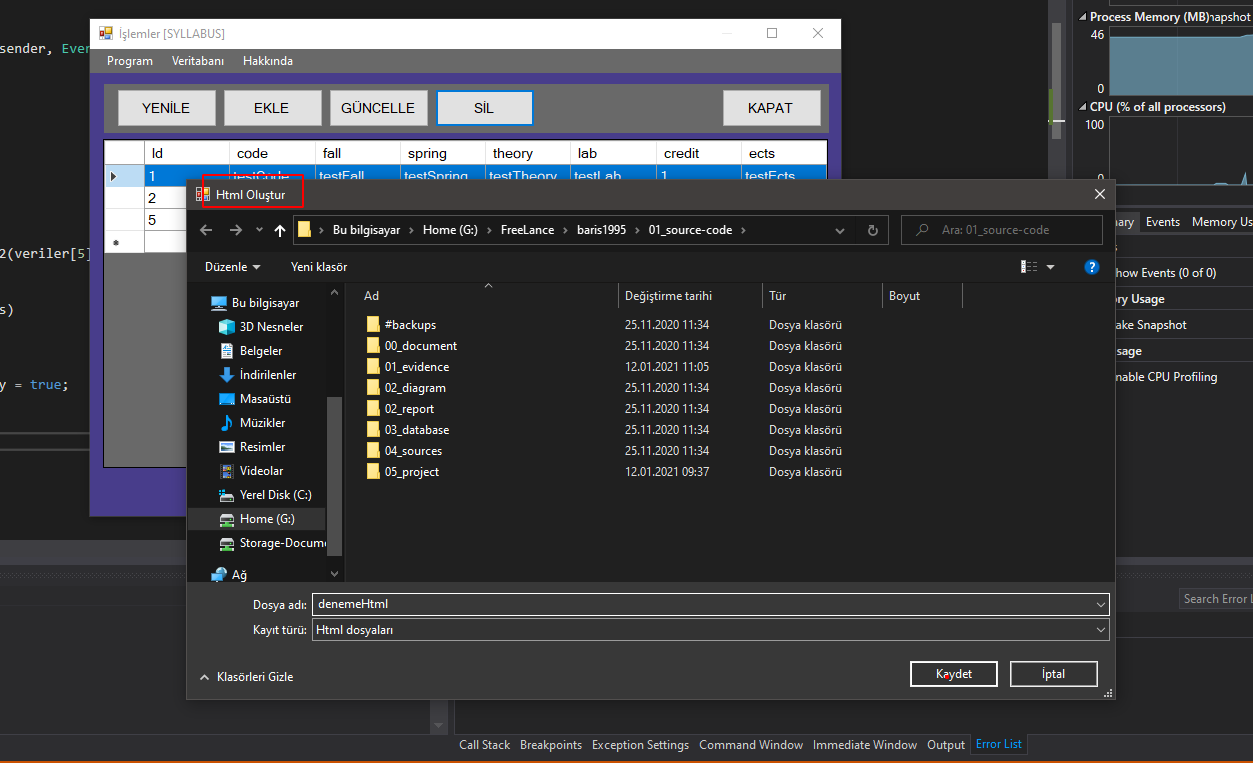 sender, Even
İşlemler [SYLLABUS]
Program Veritabanı Hakkında
YENİLE EKLE GÜNCELLE SİL KAPAT
Id code fall spring theory lab credit ects
1 testCode testFall testSpring testTheory testLab 1 testEcts
2
5
2(veriler[5]
s)
y = true;
Process Memory (MB) napshot
46
0
CPU (% of all processors)
100
0
ary Events Memory Us
how Events (0 of 0)
ry Usage
ake Snapshot
sage
nable CPU Profiling
Html Oluştur
Bu bilgisayar Home (G:) FreeLancs baris1995 01_source-code
Ara: 01_source-code
Düzenle Yeni klasör
Bu bilgisayar
3D Nesneler
Belgeler
İndirilenler
Masaüstü
Müzikler
Resimler
Videolar
Yerel Disk (C:)
Home (G:)
Storage-Docum
Ağ
Ad Değiştirme tarihi Tür Boyut
#backups 25.11.2020 11:34 Dosya klasörü
00_document 25.11.2020 11:34 Dosya klasörü
01_evidence 12.01.2021 11:05 Dosya klasörü
02_diagram 25.11.2020 11:34 Dosya klasörü
02_report 25.11.2020 11:34 Dosya klasörü
03_database 25.11.2020 11:34 Dosya klasörü
04_sources 25.11.2020 11:34 Dosya klasörü
05_project 12.01.2021 09:37 Dosya klasörü
Dosya adı: denemeHtml
Kayıt türü: Html dosyaları
Klasörleri Gizle
Kaydet İptal
Search Error
Call Stack Breakpoints Exception Settings Command Window Immediate Window Output Error List